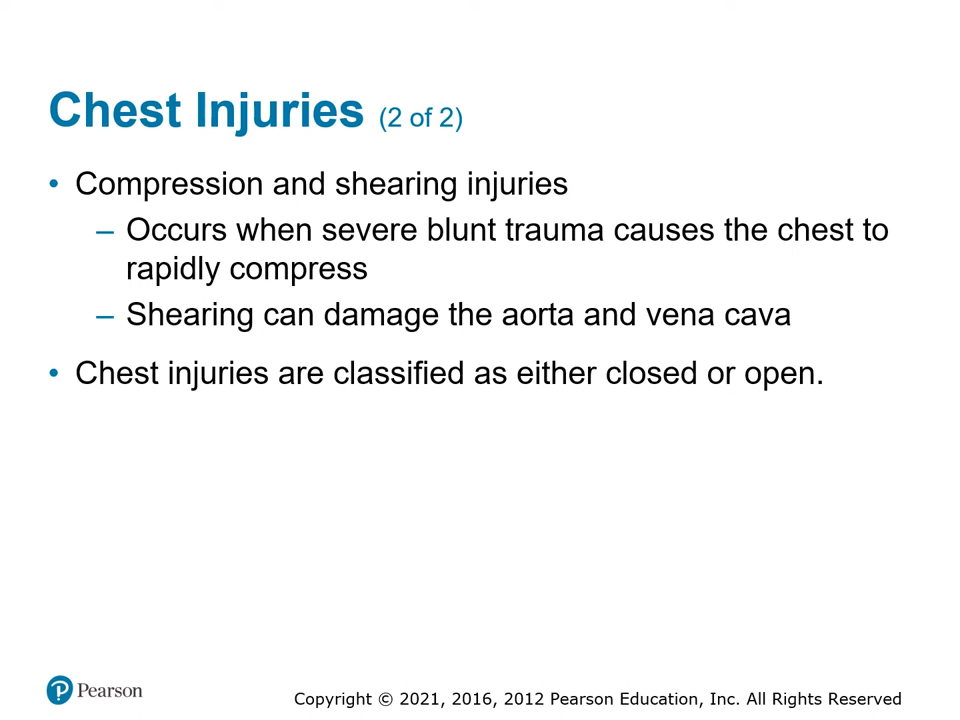 Chest Injuries (2 of 2)
• Compression and shearing injuries
– Occurs when severe blunt trauma causes the chest to
rapidly compress
– Shearing can damage the aorta and vena cava
• Chest injuries are classified as either closed or open.
Pearson
Copyright © 2021, 2016, 2012 Pearson Education, Inc. All Rights Reserved